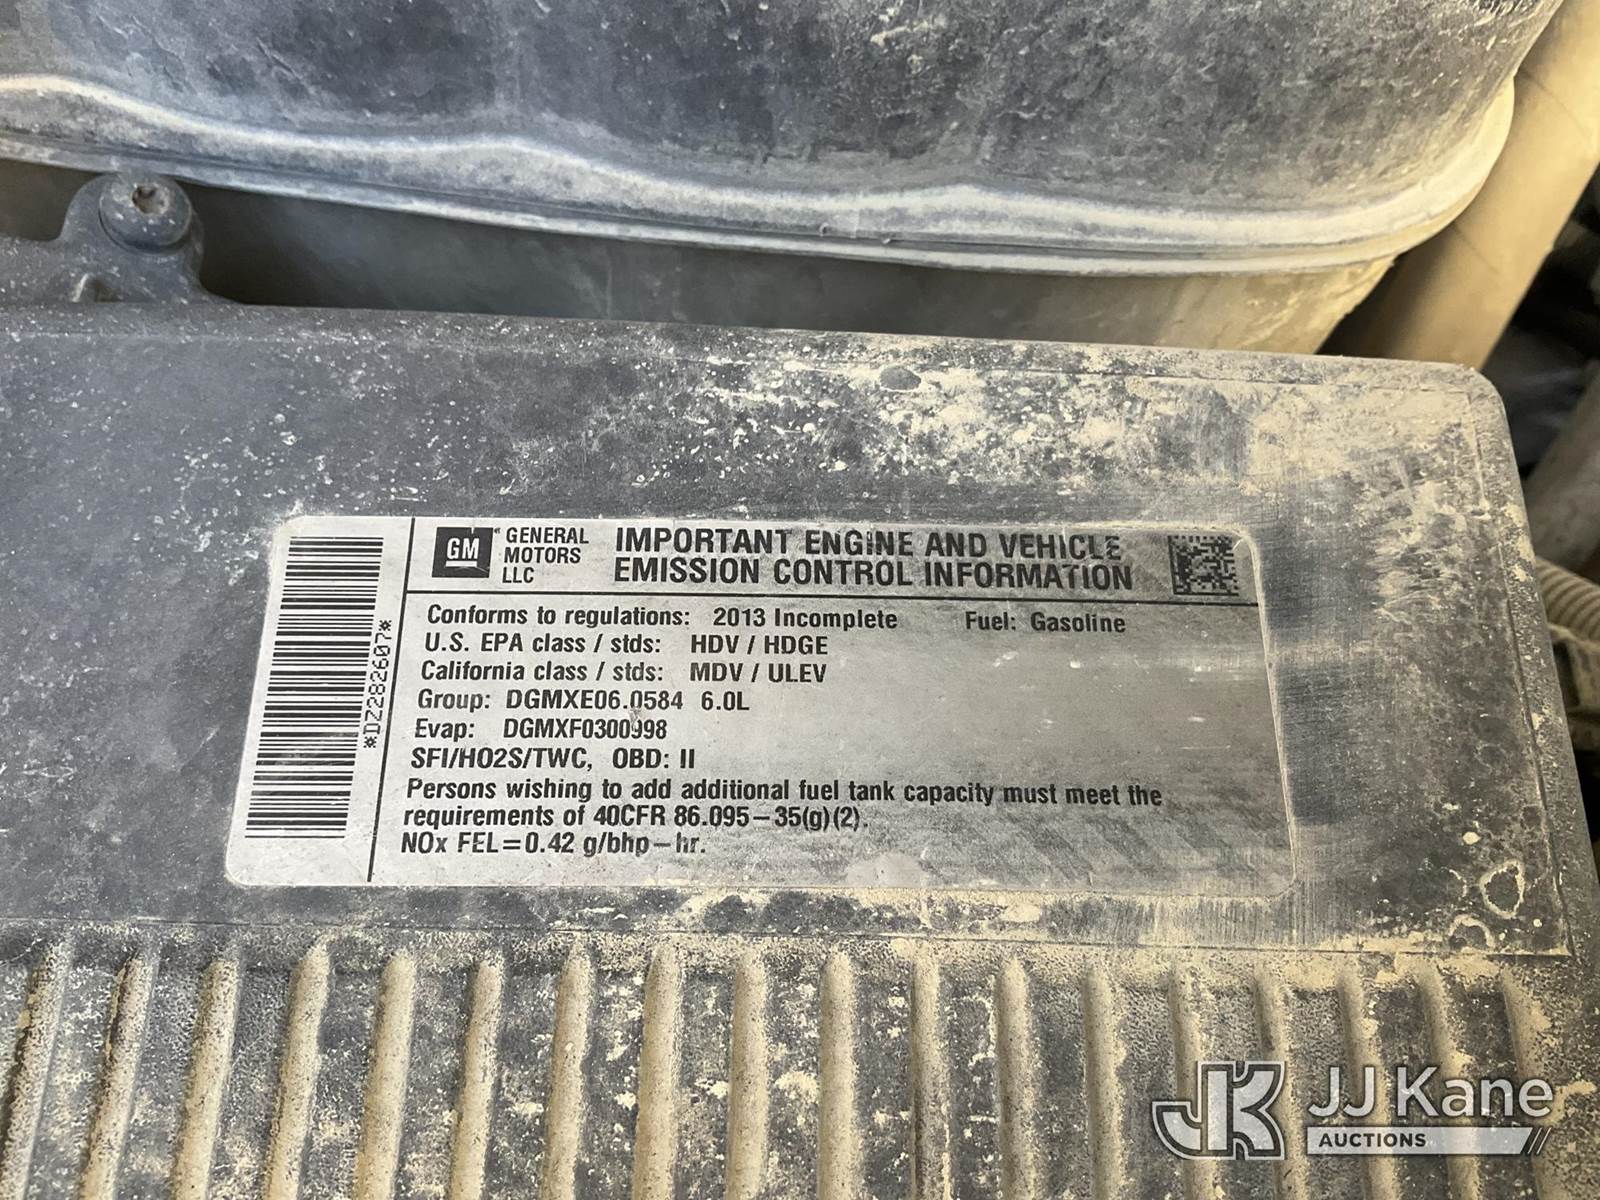 *DZ282607*
GM
GENERAL
MOTORS
LLC
IMPORTANT ENGINE AND VEHICLE
EMISSION CONTROL INFORMATION
Conforms to regulations: 2013 Incomplete Fuel: Gasoline
U.S. EPA class / stds: HDV / HDGE
California class / stds: MDV / ULEV
Group: DGMXE06.0584 6.0L
Evap: DGMXF0300998
SFI/HO2S/TWC, OBD: II
Persons wishing to add additional fuel tank capacity must meet the
requirements of 40CFR 86.095-35(g)(2).
NOx FEL=0.42 g/bhp-hr.
JK JJ Kane
AUCTIONS